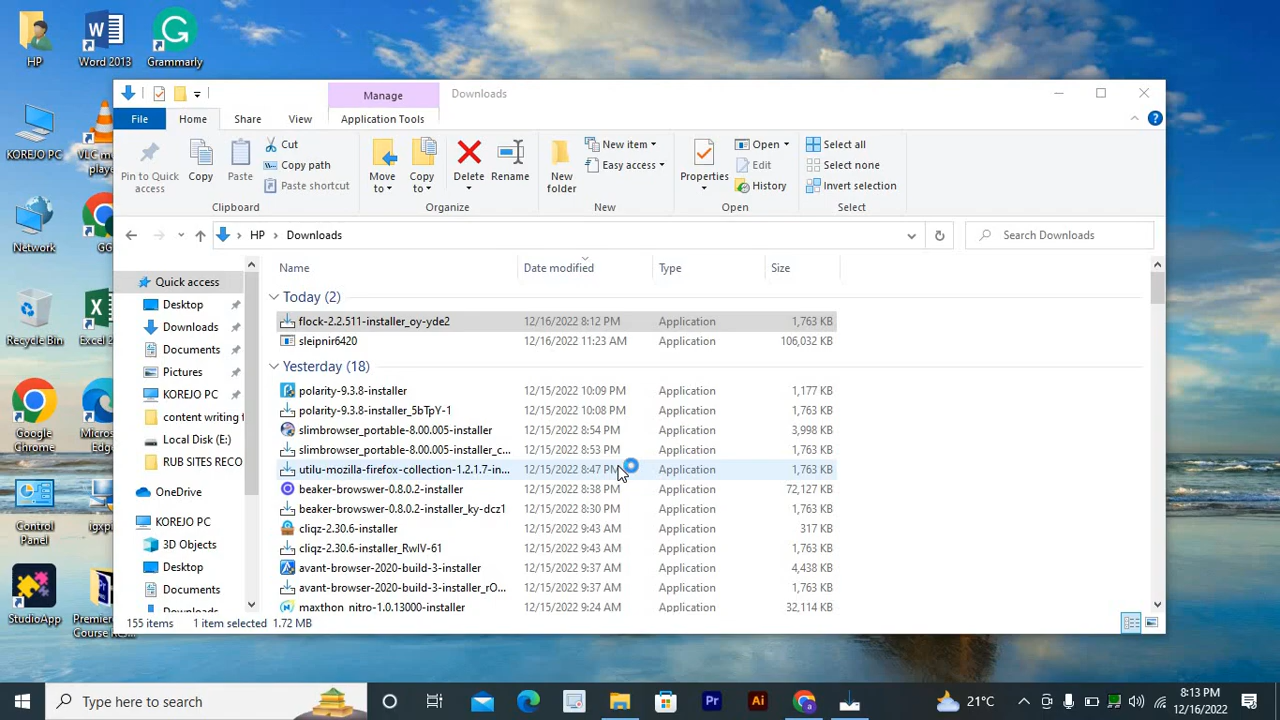 HP
Word 2013
Grammarly
KOREJO PC
VLC m
playe
Network
GG
Recycle Bin
Excel 2
Google
Chrome
Micros
Edg
Control
Panel
igxpi
StudioApp
Premie
Course
Manage
Downloads
File
Home
Share
View
Application Tools
Pin to Quick
access
Copy
Paste
Cut
Copy path
Paste shortcut
Clipboard
Move
to
Copy
to
Delete
Rename
Organize
New
folder
New item
Easy access
New
Properties
Open
Edit
History
Open
Select all
Select none
Invert selection
Select
HP
Downloads
Search Downloads
Quick access
Desktop
Downloads
Documents
Pictures
KOREJO PC
content writing f
Local Disk (E:)
RUB SITES RECO
OneDrive
KOREJO PC
3D Objects
Desktop
Documents
Downloads
Name Date modified Type Size
Today (2)
flock-2.2.511-installer_oy-yde2 12/16/2022 8:12 PM Application 1,763 KB
sleipnir6420 12/16/2022 11:23 AM Application 106,032 KB
Yesterday (18)
polarity-9.3.8-installer 12/15/2022 10:09 PM Application 1,177 KB
polarity-9.3.8-installer_5bTpY-1 12/15/2022 10:08 PM Application 1,763 KB
slimbrowser_portable-8.00.005-installer 12/15/2022 8:54 PM Application 3,998 KB
slimbrowser_portable-8.00.005-installer_c... 12/15/2022 8:53 PM Application 1,763 KB
utilu-mozilla-firefox-collection-1.2.1.7-in... 12/15/2022 8:47 PM Application 1,763 KB
beaker-browswer-0.8.0.2-installer 12/15/2022 8:38 PM Application 72,127 KB
beaker-browswer-0.8.0.2-installer_ky-dcz1 12/15/2022 8:30 PM Application 1,763 KB
cliqz-2.30.6-installer 12/15/2022 9:43 AM Application 317 KB
cliqz-2.30.6-installer_RwIV-61 12/15/2022 9:43 AM Application 1,763 KB
avant-browser-2020-build-3-installer 12/15/2022 9:37 AM Application 4,438 KB
avant-browser-2020-build-3-installer_rO... 12/15/2022 9:37 AM Application 1,763 KB
maxthon_nitro-1.0.13000-installer 12/15/2022 9:24 AM Application 32,114 KB
155 items 1 item selected 1.72 MB
Type here to search
Pr
Ai
21°C
8:13 PM
12/16/2022